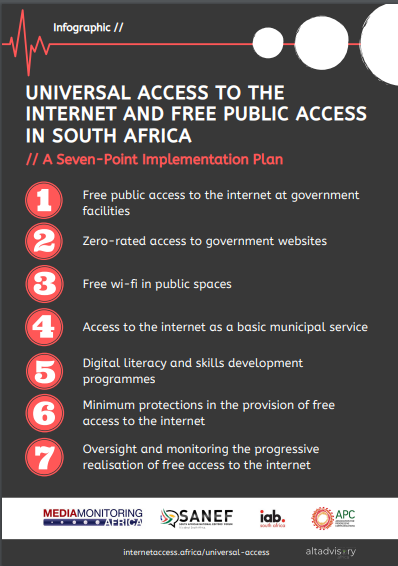 Infographic //
UNIVERSAL ACCESS TO THE
INTERNET AND FREE PUBLIC ACCESS
IN SOUTH AFRICA
// A Seven-Point Implementation Plan
1
Free public access to the internet at government
facilities
2
Zero-rated access to government websites
3
Free wi-fi in public spaces
4
Access to the internet as a basic municipal service
5
Digital literacy and skills development
programmes
6
Minimum protections in the provision of free
access to the internet
7
Oversight and monitoring the progressive
realisation of free access to the internet
MEDIAMONITORING
AFRICA
SANEF
iab.
south africa
APC
internetaccess.africa/universal-access
altadvisory